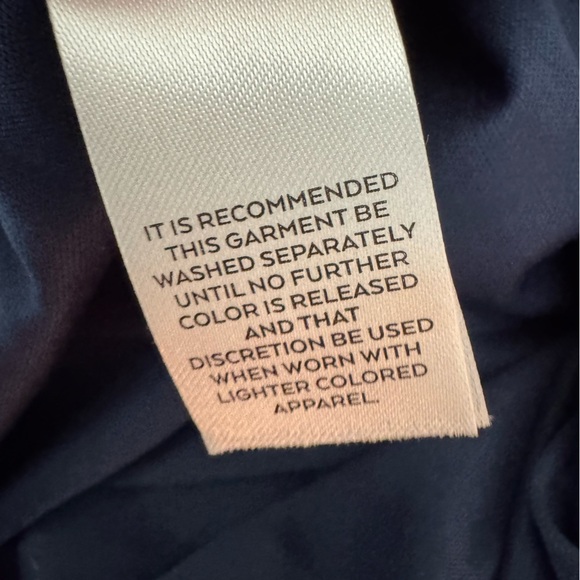 IT IS RECOMMENDED
THIS GARMENT BE
WASHED SEPARATELY
UNTIL NO FURTHER
COLOR IS RELEASED
AND THAT
DISCRETION BE USED
WHEN WORN WITH
LIGHTER COLORED
APPAREL.